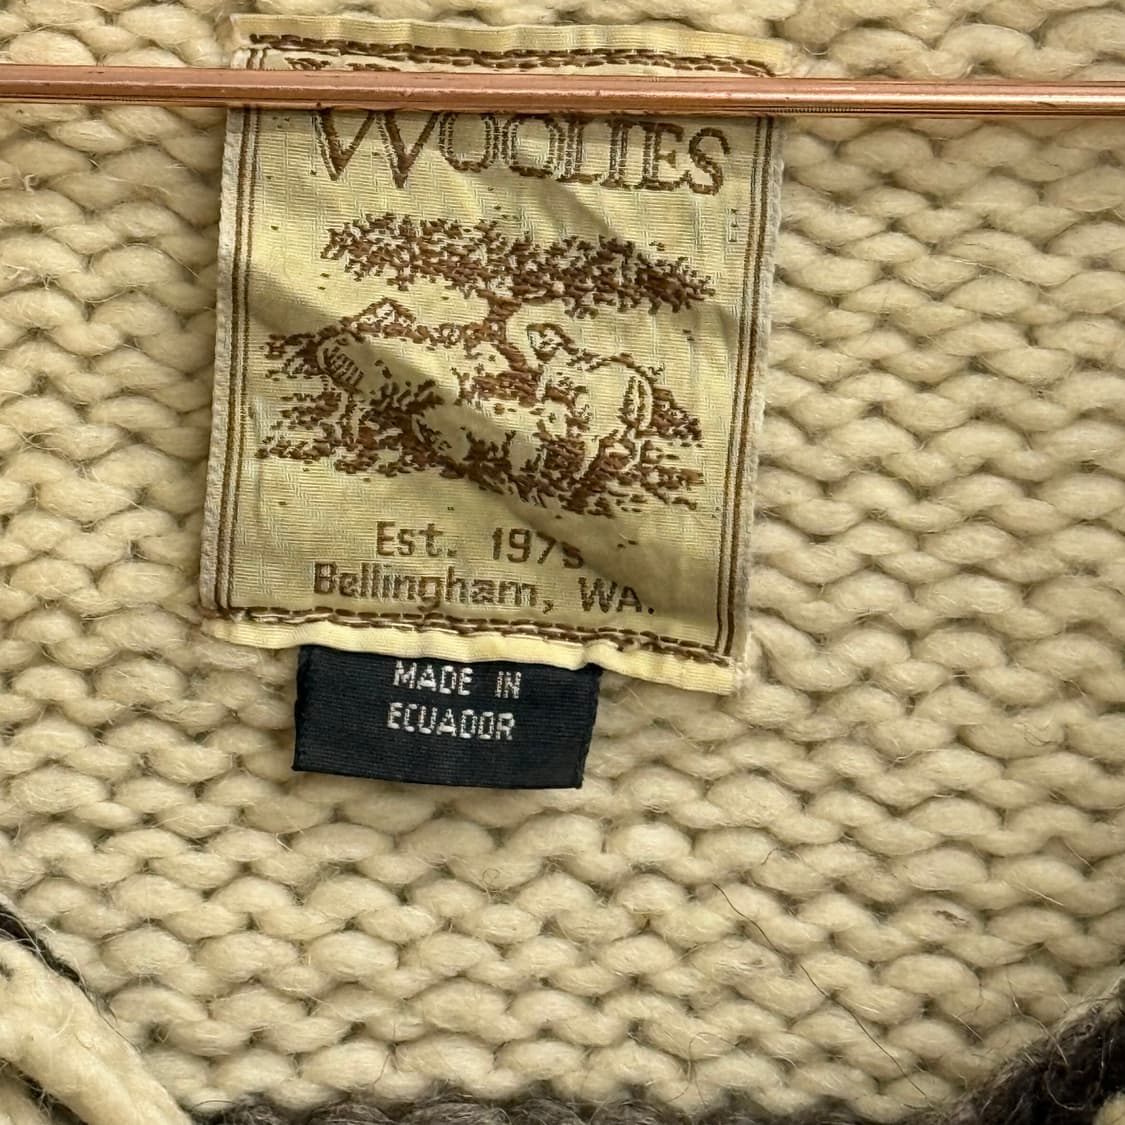 WOOLIES
Est. 1975
Bellingham, WA.
MADE IN
ECUADOR